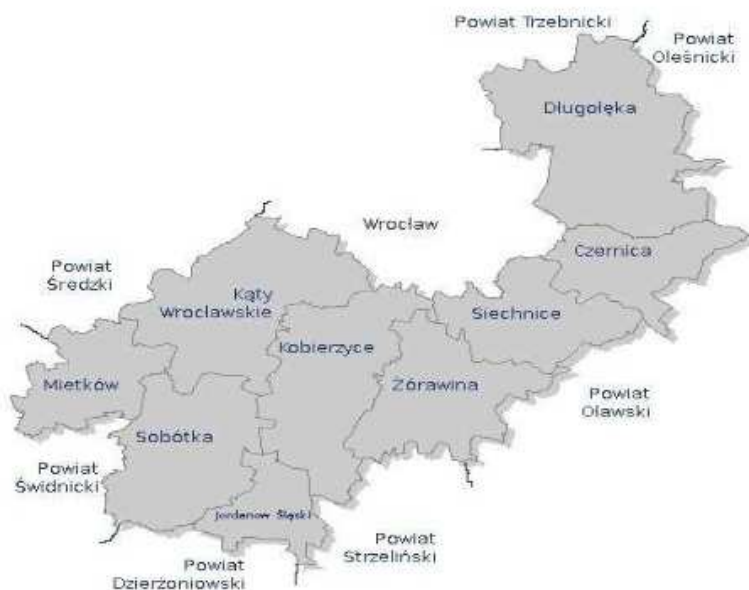 Powiat Trzebnicki
Powiat
Oleśnicki
Długołęka
Wrocław
Czernica
Powiat
Średzki
Kąty
Wrocławskie
Siechnice
Kobierzyce
Mietków
Żórawina
Powiat
Oławski
Sobótka
Powiat
Świdnicki
Jordanów Śląski
Powiat
Strzeliński
Powiat
Dzierżoniowski